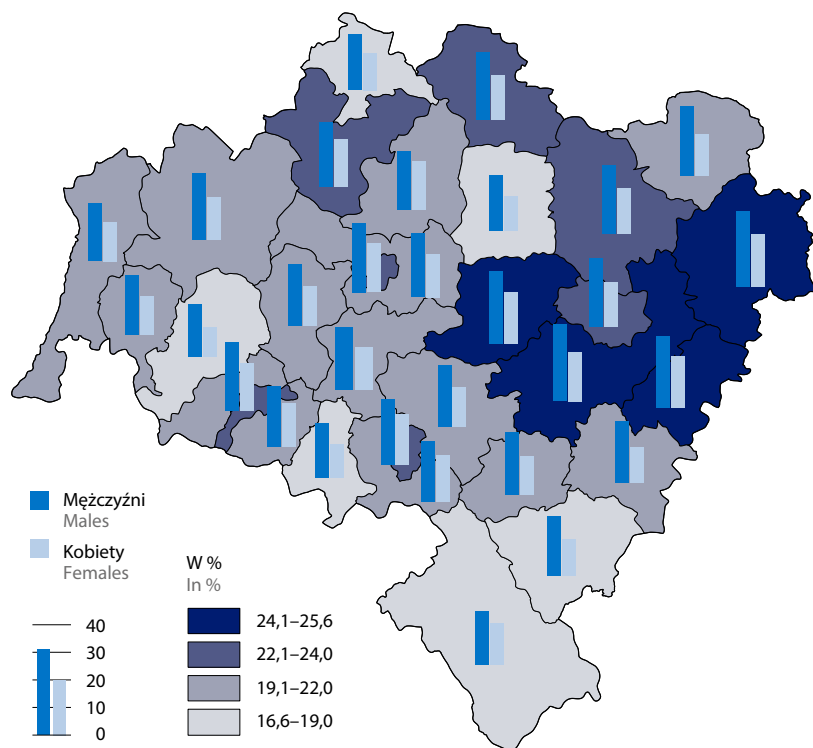 Mężczyźni
Males
Kobiety
Females
40
30
20
10
0
W %
In %
24,1–25,6
22,1–24,0
19,1–22,0
16,6–19,0